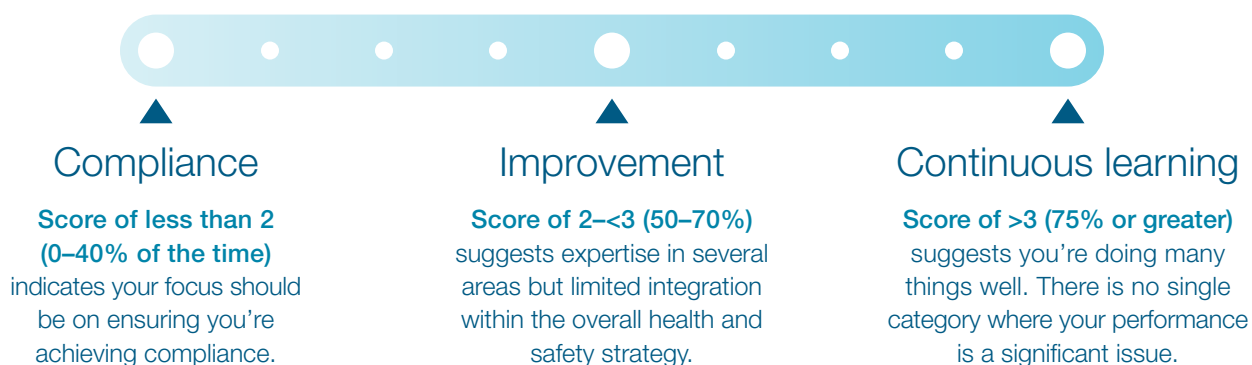 Compliance
Score of less than 2
(0–40% of the time)
indicates your focus should
be on ensuring you’re
achieving compliance.
Improvement
Score of 2–<3 (50–70%)
suggests expertise in several
areas but limited integration
within the overall health and
safety strategy.
Continuous learning
Score of >3 (75% or greater)
suggests you’re doing many
things well. There is no single
category where your performance
is a significant issue.